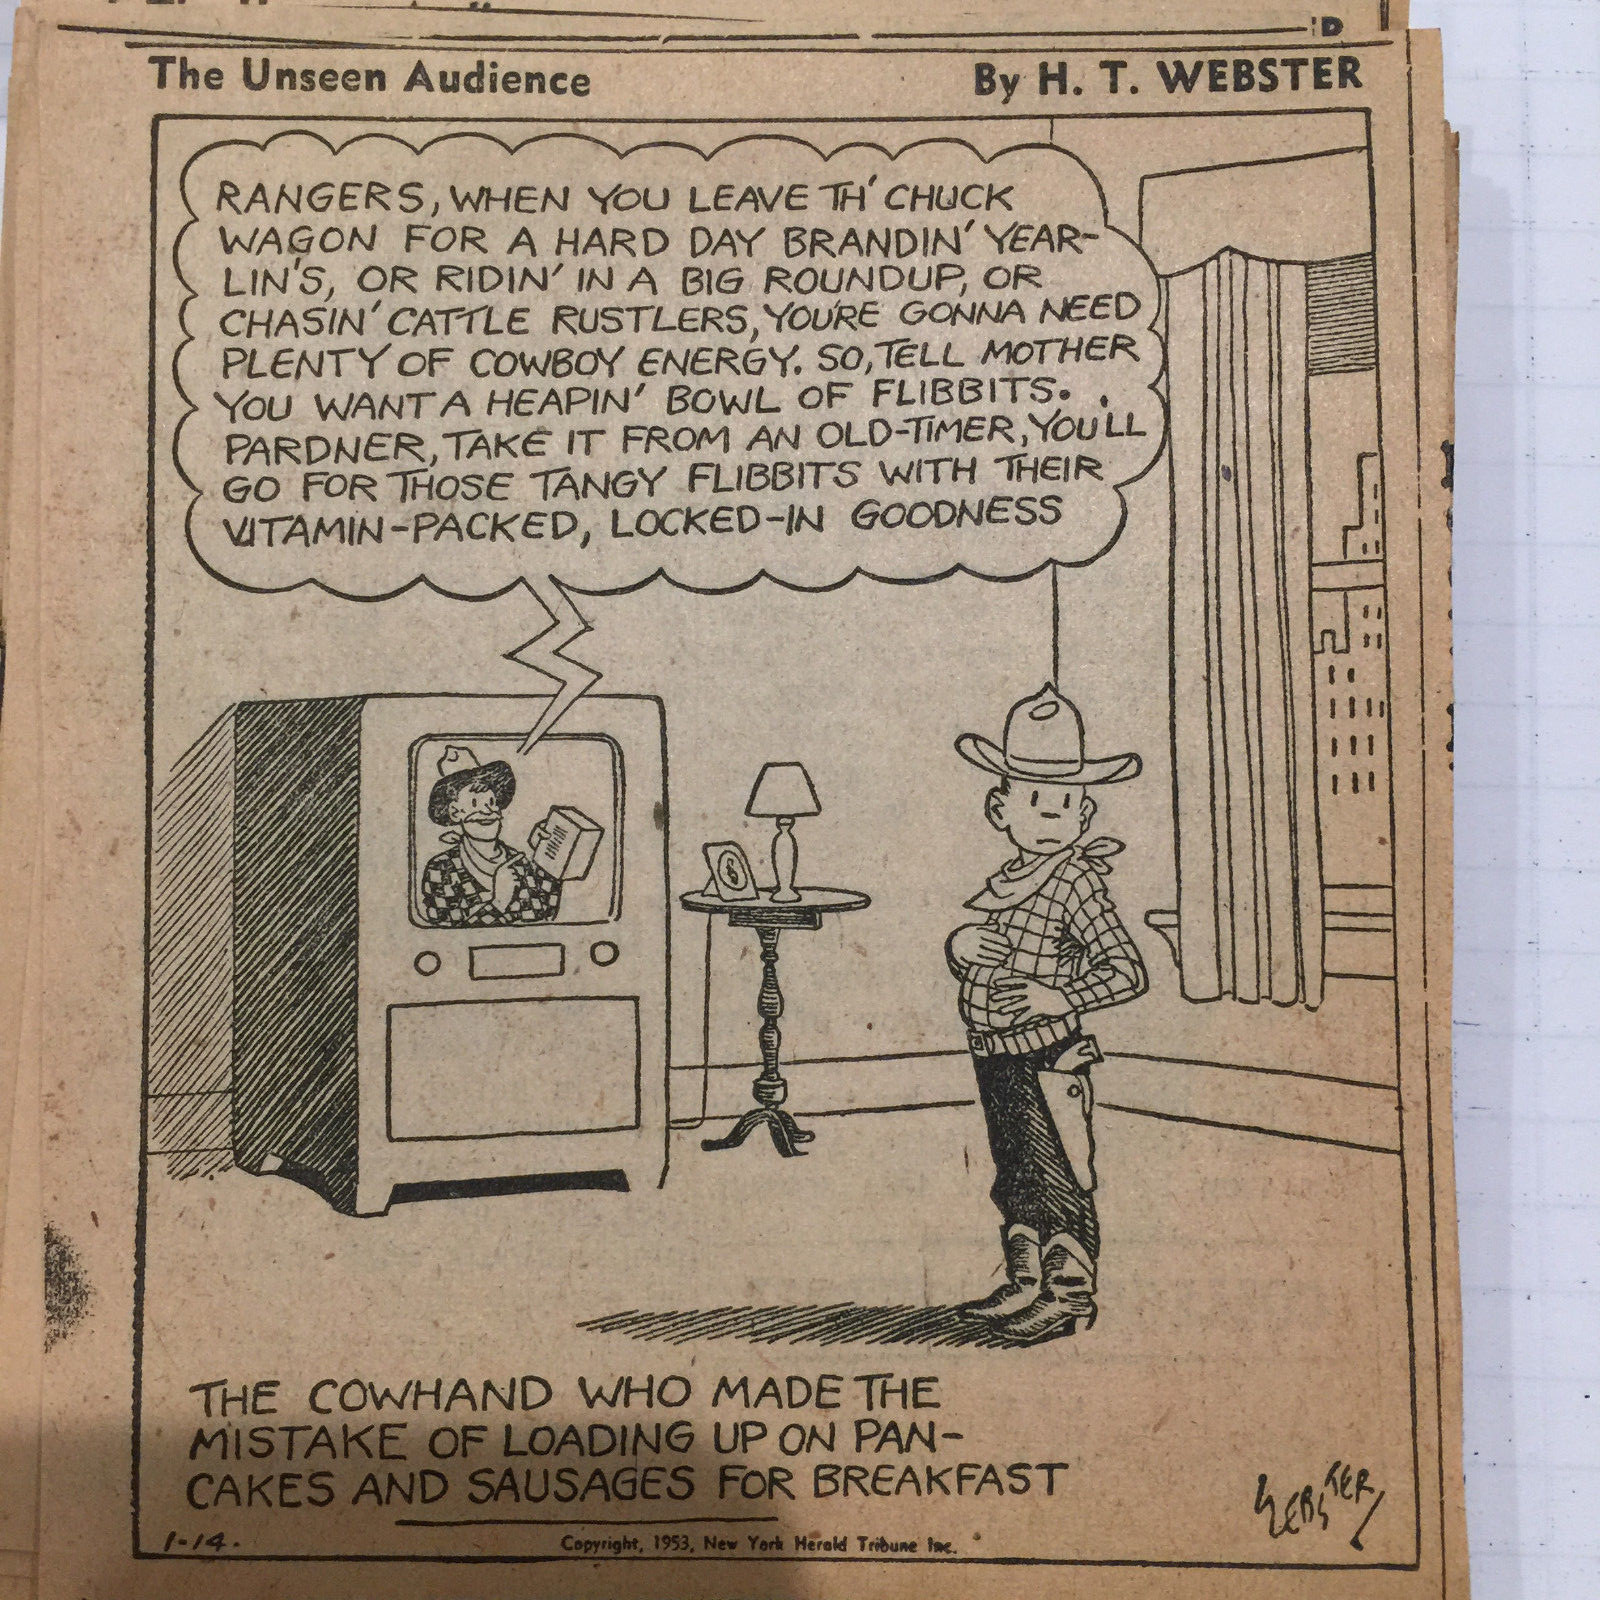 The Unseen Audience By H. T. WEBSTER
RANGERS, WHEN YOU LEAVE TH' CHUCK
WAGON FOR A HARD DAY BRANDIN' YEAR-
LIN'S, OR RIDIN' IN A BIG ROUNDUP, OR
CHASIN' CATTLE RUSTLERS, YOU'RE GONNA NEED
PLENTY OF COWBOY ENERGY. SO, TELL MOTHER
YOU WANT A HEAPIN' BOWL OF FLIBBITS. .
PARDNER, TAKE IT FROM AN OLD-TIMER, YOU'LL
GO FOR THOSE TANGY FLIBBITS WITH THEIR
VITAMIN-PACKED, LOCKED-IN GOODNESS
THE COWHAND WHO MADE THE
MISTAKE OF LOADING UP ON PAN-
CAKES AND SAUSAGES FOR BREAKFAST
WEBSTER
1-14.
Copyright, 1953, New York Herald Tribune Inc.